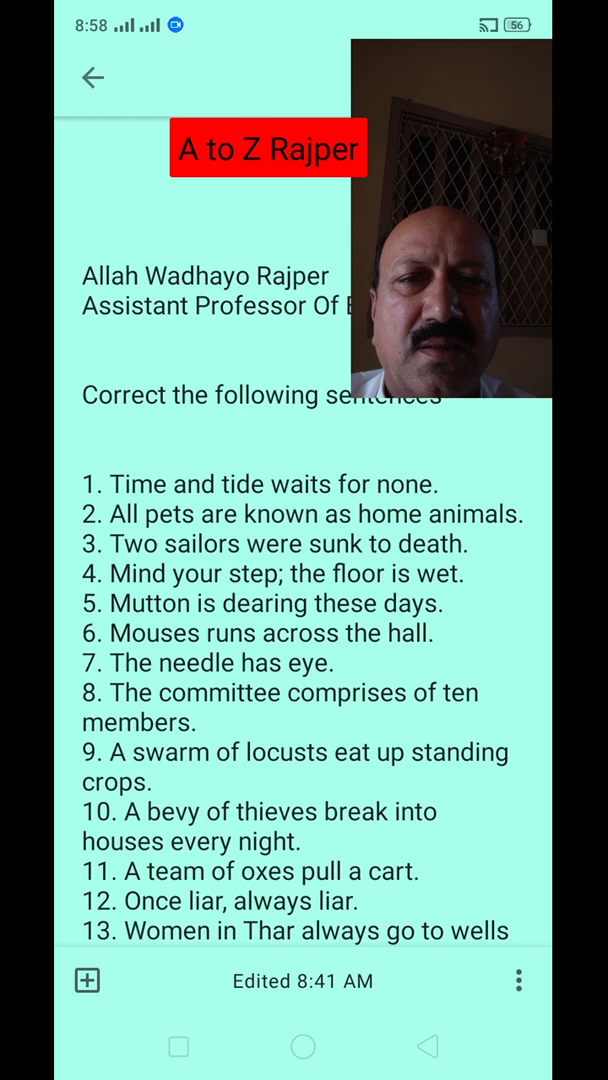 8:58
56
A to Z Rajper
Allah Wadhayo Rajper
Assistant Professor Of
Correct the following sentences
1. Time and tide waits for none.
2. All pets are known as home animals.
3. Two sailors were sunk to death.
4. Mind your step; the floor is wet.
5. Mutton is dearing these days.
6. Mouses runs across the hall.
7. The needle has eye.
8. The committee comprises of ten
members.
9. A swarm of locusts eat up standing
crops.
10. A bevy of thieves break into
houses every night.
11. A team of oxes pull a cart.
12. Once liar, always liar.
13. Women in Thar always go to wells
Edited 8:41 AM